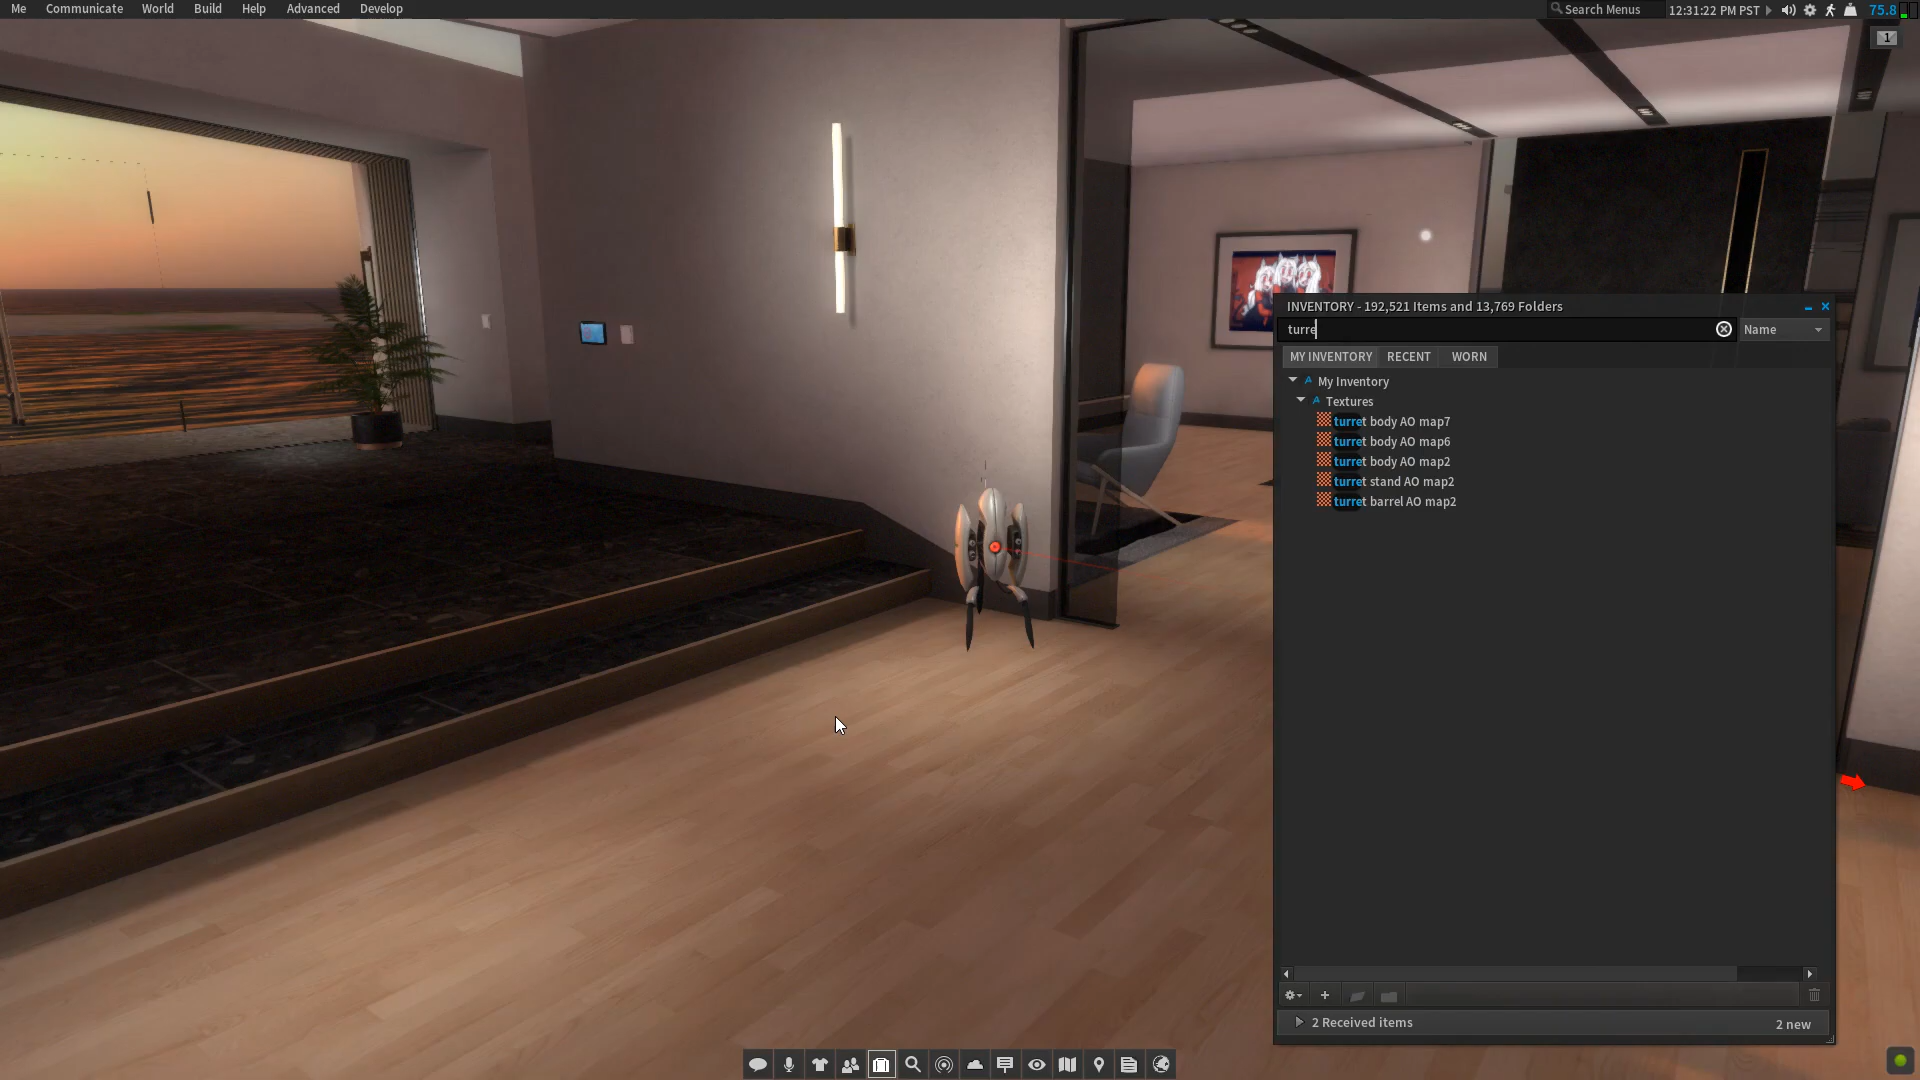 Me Communicate World Build Help Advanced Develop
Search Menus 12:31:22 PM PST 75.8
1
INVENTORY - 192,521 Items and 13,769 Folders
turre
Name
MY INVENTORY RECENT WORN
My Inventory
Textures
turret body AO map7
turret body AO map6
turret body AO map2
turret stand AO map2
turret barrel AO map2
2 Received items 2 new